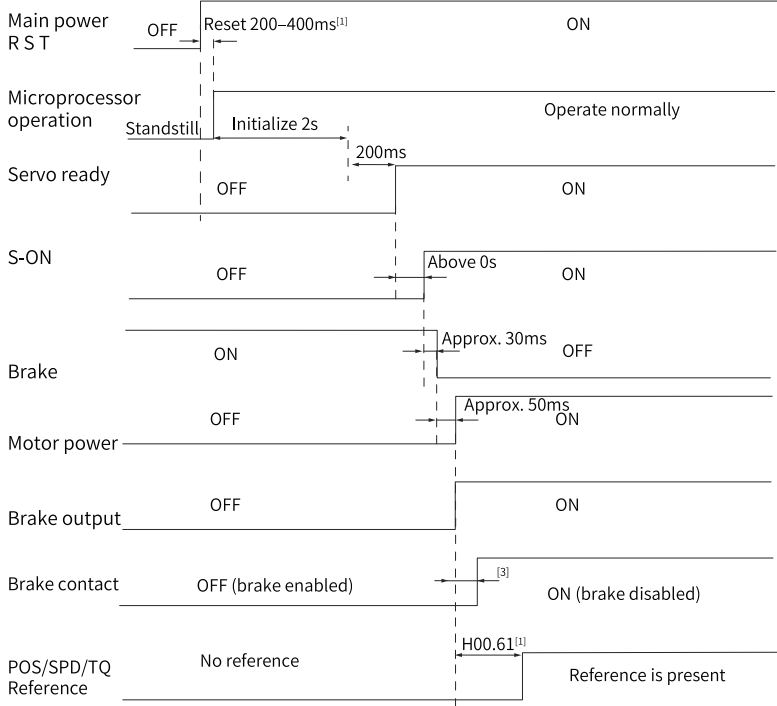 Main power
R S T
OFF
Reset 200–400ms[1]
ON
Microprocessor
operation
Standstill
Initialize 2s
Operate normally
200ms
Servo ready
OFF
ON
S-ON
OFF
Above 0s
ON
Brake
ON
Approx. 30ms
OFF
Motor power
OFF
Approx. 50ms
ON
Brake output
OFF
ON
Brake contact
OFF (brake enabled)
[3]
ON (brake disabled)
POS/SPD/TQ
Reference
No reference
H00.61[1]
Reference is present